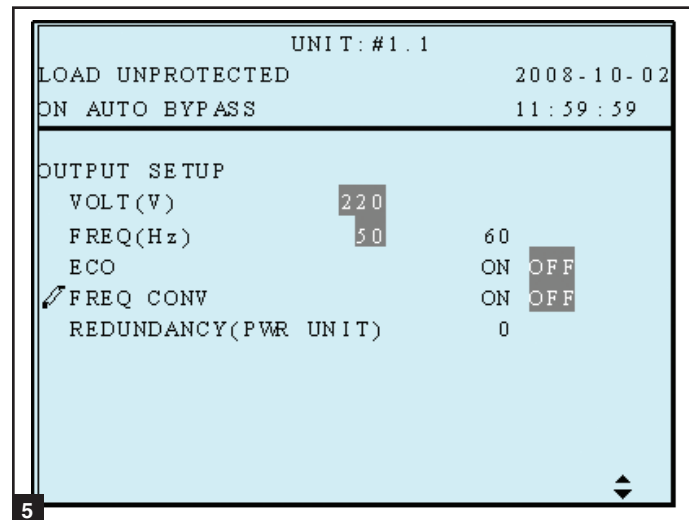 UNIT:#1.1
LOAD UNPROTECTED 2008-10-02
ON AUTO BYPASS 11:59:59
OUTPUT SETUP
VOLT(V) 220
FREQ(Hz) 50 60
ECO ON OFF
FREQ CONV ON OFF
REDUNDANCY(PWR UNIT) 0
5